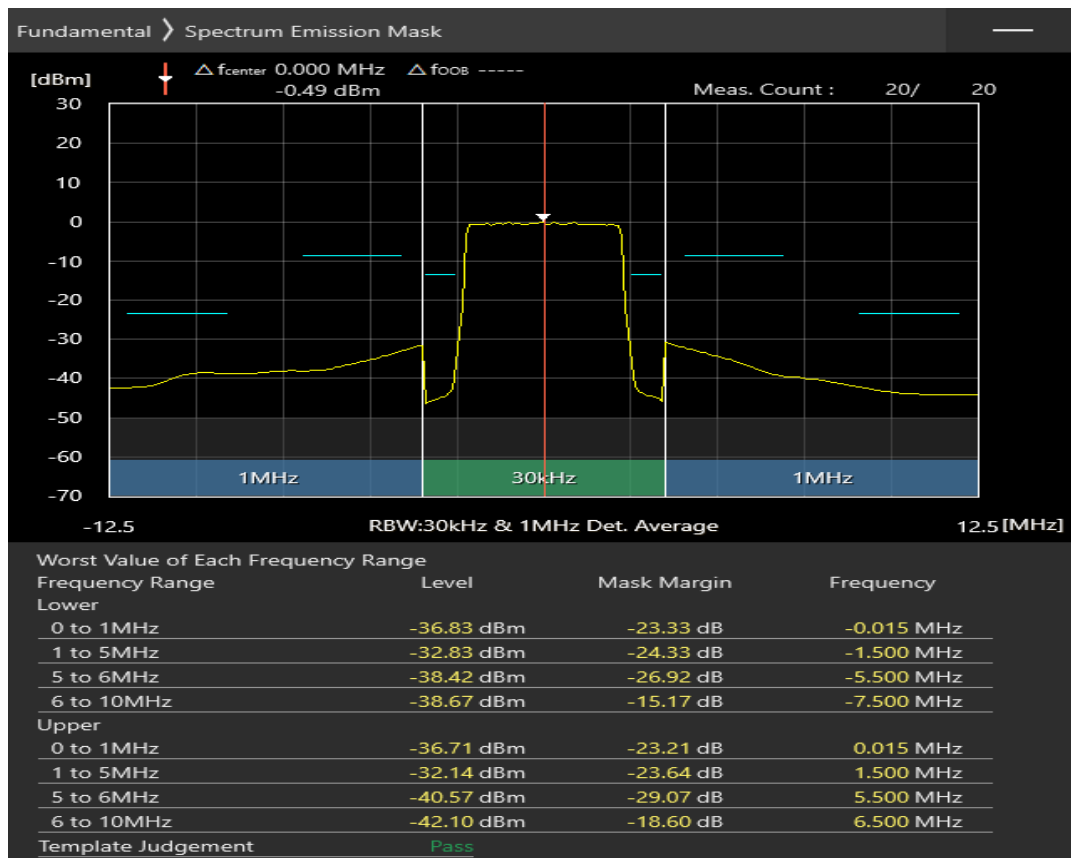 Fundamental ❯ Spectrum Emission Mask
[dBm] △ fcenter 0.000 MHz △ fOOB -----
-0.49 dBm Meas. Count : 20/ 20
30
20
10
0
-10
-20
-30
-40
-50
-60
-70
1MHz 30kHz 1MHz
-12.5 RBW:30kHz & 1MHz Det. Average 12.5 [MHz]
Worst Value of Each Frequency Range
Frequency Range Level Mask Margin Frequency
Lower
0 to 1MHz -36.83 dBm -23.33 dB -0.015 MHz
1 to 5MHz -32.83 dBm -24.33 dB -1.500 MHz
5 to 6MHz -38.42 dBm -26.92 dB -5.500 MHz
6 to 10MHz -38.67 dBm -15.17 dB -7.500 MHz
Upper
0 to 1MHz -36.71 dBm -23.21 dB 0.015 MHz
1 to 5MHz -32.14 dBm -23.64 dB 1.500 MHz
5 to 6MHz -40.57 dBm -29.07 dB 5.500 MHz
6 to 10MHz -42.10 dBm -18.60 dB 6.500 MHz
Template Judgement Pass